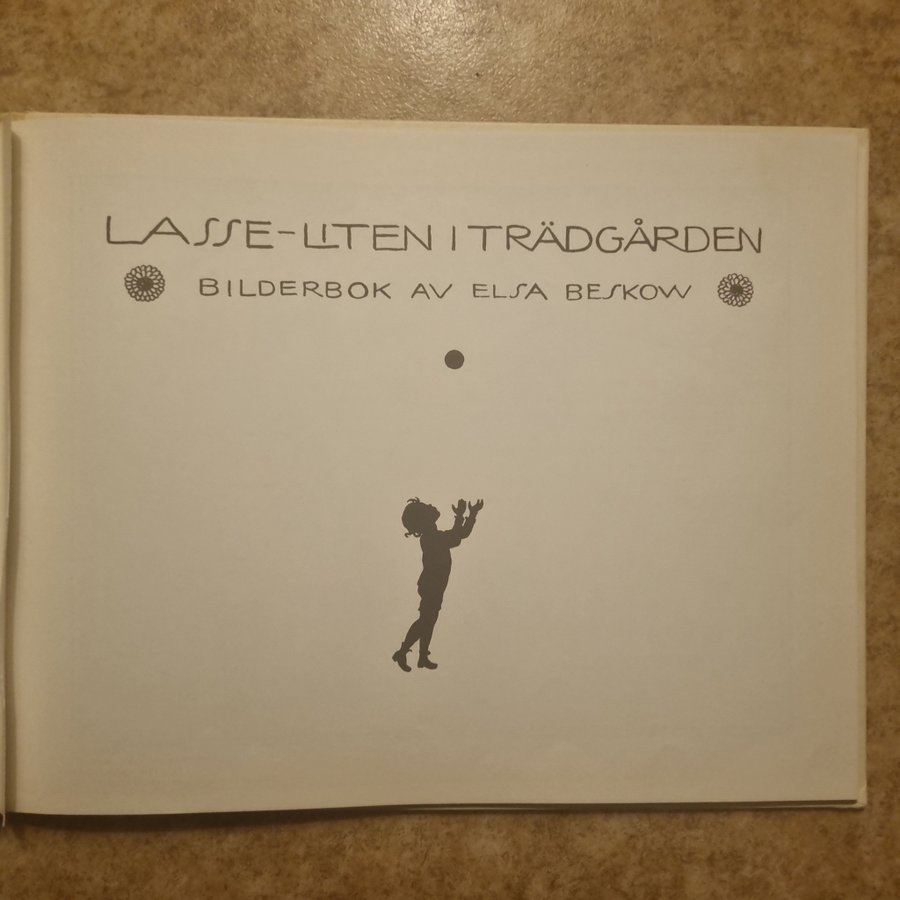 LASSE-LITEN I TRÄDGÅRDEN
BILDERBOK AV ELSA BESKOW